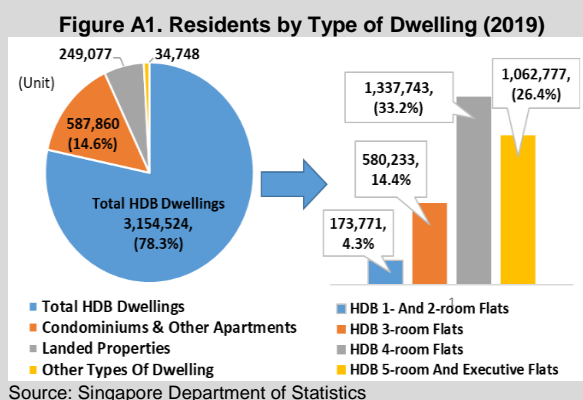 Figure A1. Residents by Type of Dwelling (2019)
249,077
34,748
(Unit)
587,860
(14.6%)
Total HDB Dwellings
3,154,524,
(78.3%)
1,337,743,
(33.2%)
1,062,777,
(26.4%)
580,233,
14.4%
173,771,
4.3%
1
Total HDB Dwellings
Condominiums & Other Apartments
Landed Properties
Other Types Of Dwelling
HDB 1- And 2-room Flats
HDB 3-room Flats
HDB 4-room Flats
HDB 5-room And Executive Flats
Source: Singapore Department of Statistics